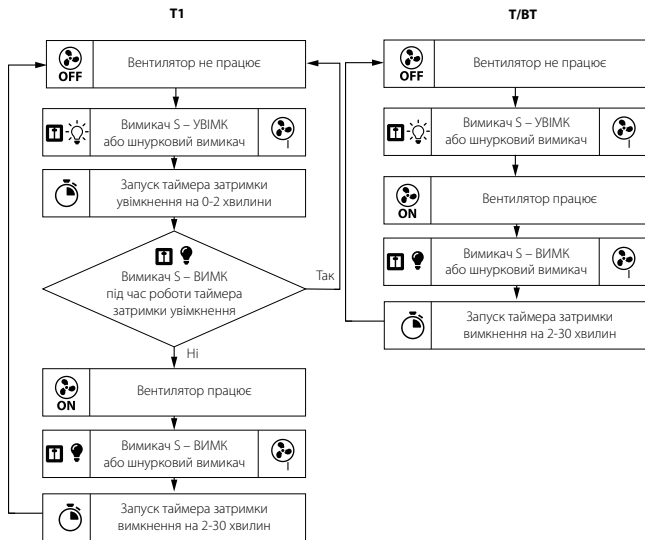 T1
OFF
Вентилятор не працює
Вимикач S – УВІМК
або шнурковий вимикач
Запуск таймера затримки
увімкнення на 0-2 хвилини
Вимикач S – ВИМК
під час роботи таймера
затримки увімкнення
Так
Ні
ON
Вентилятор працює
Вимикач S – ВИМК
або шнурковий вимикач
Запуск таймера затримки
вимкнення на 2-30 хвилин
T/BT
OFF
Вентилятор не працює
Вимикач S – УВІМК
або шнурковий вимикач
ON
Вентилятор працює
Вимикач S – ВИМК
або шнурковий вимикач
Запуск таймера затримки
вимкнення на 2-30 хвилин